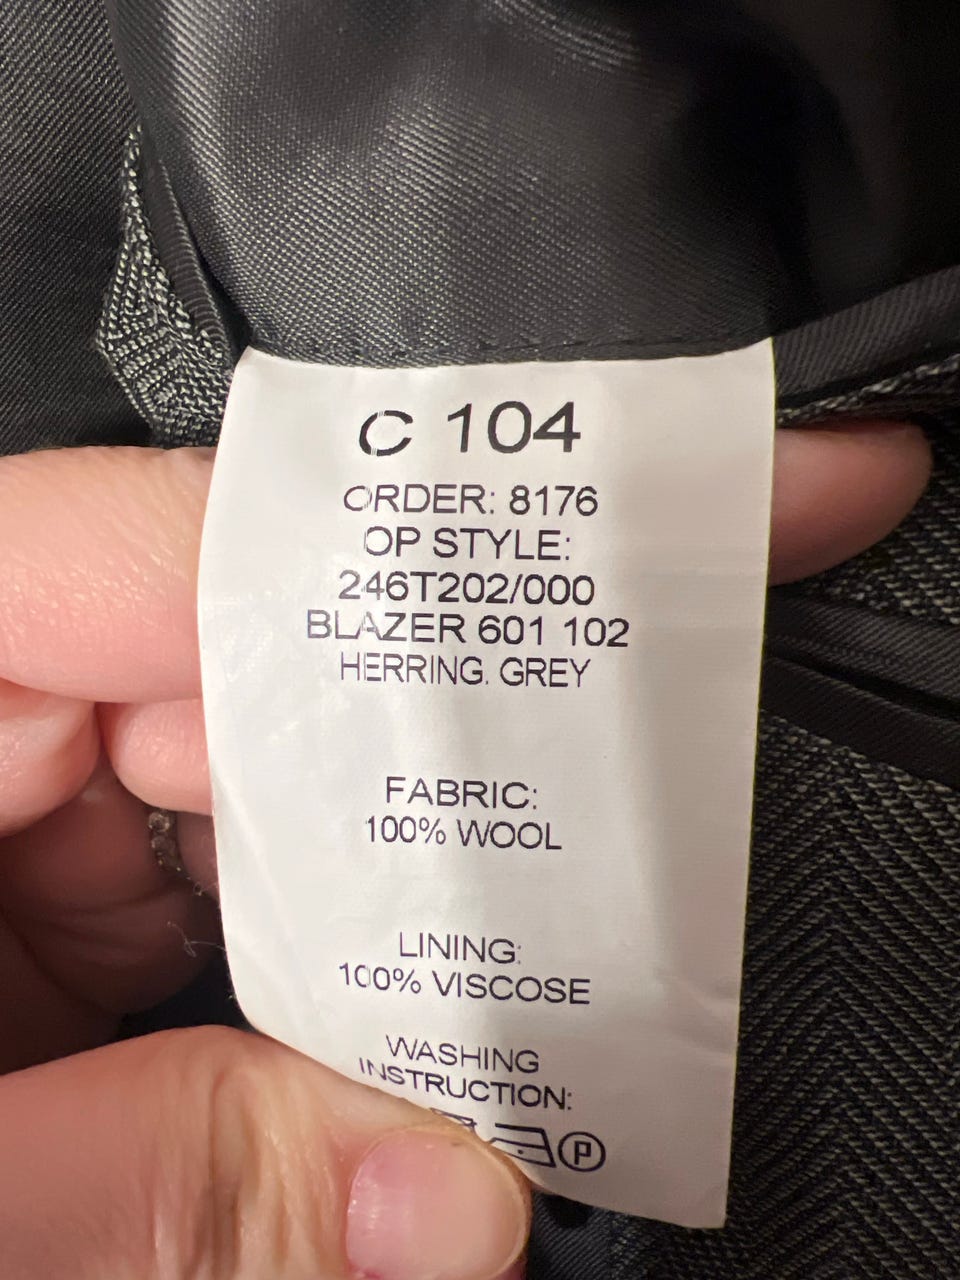 C 104
ORDER: 8176
OP STYLE:
246T202/000
BLAZER 601 102
HERRING. GREY
FABRIC:
100% WOOL
LINING:
100% VISCOSE
WASHING
INSTRUCTION:
P